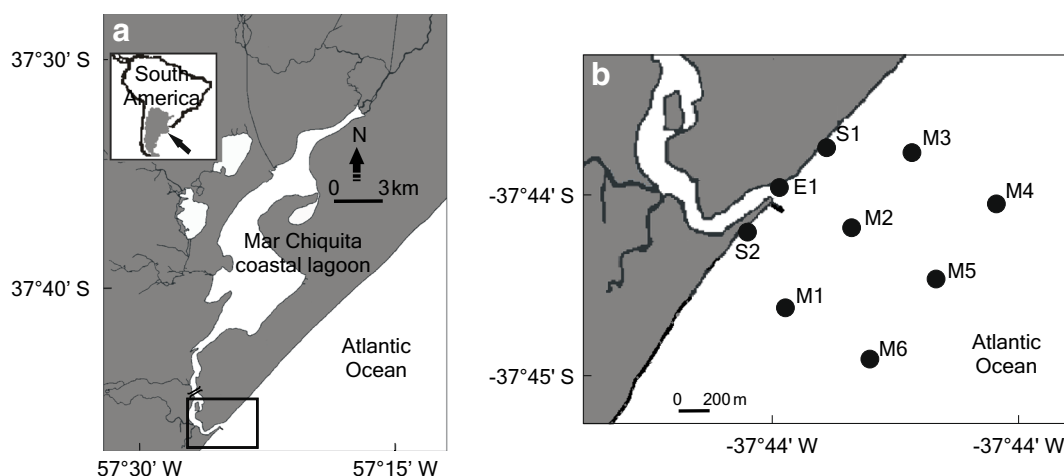 a
37°30' S
South
America
N
0 3 km
Mar Chiquita
coastal lagoon
37°40' S
Atlantic
Ocean
57°30' W
57°15' W
b
S1
M3
-37°44' S
E1
M4
M2
S2
M5
M1
M6
Atlantic
Ocean
-37°45' S
0 200 m
-37°44' W
-37°44' W